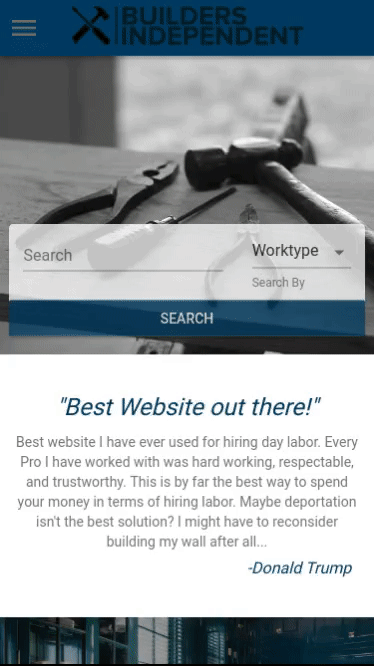 BUILDERS
INDEPENDENT
Search
Worktype
Search By
SEARCH
"Best Website out there!"
Best website I have ever used for hiring day labor. Every
Pro I have worked with was hard working, respectable,
and trustworthy. This is by far the best way to spend
your money in terms of hiring labor. Maybe deportation
isn't the best solution? I might have to reconsider
building my wall after all...
-Donald Trump